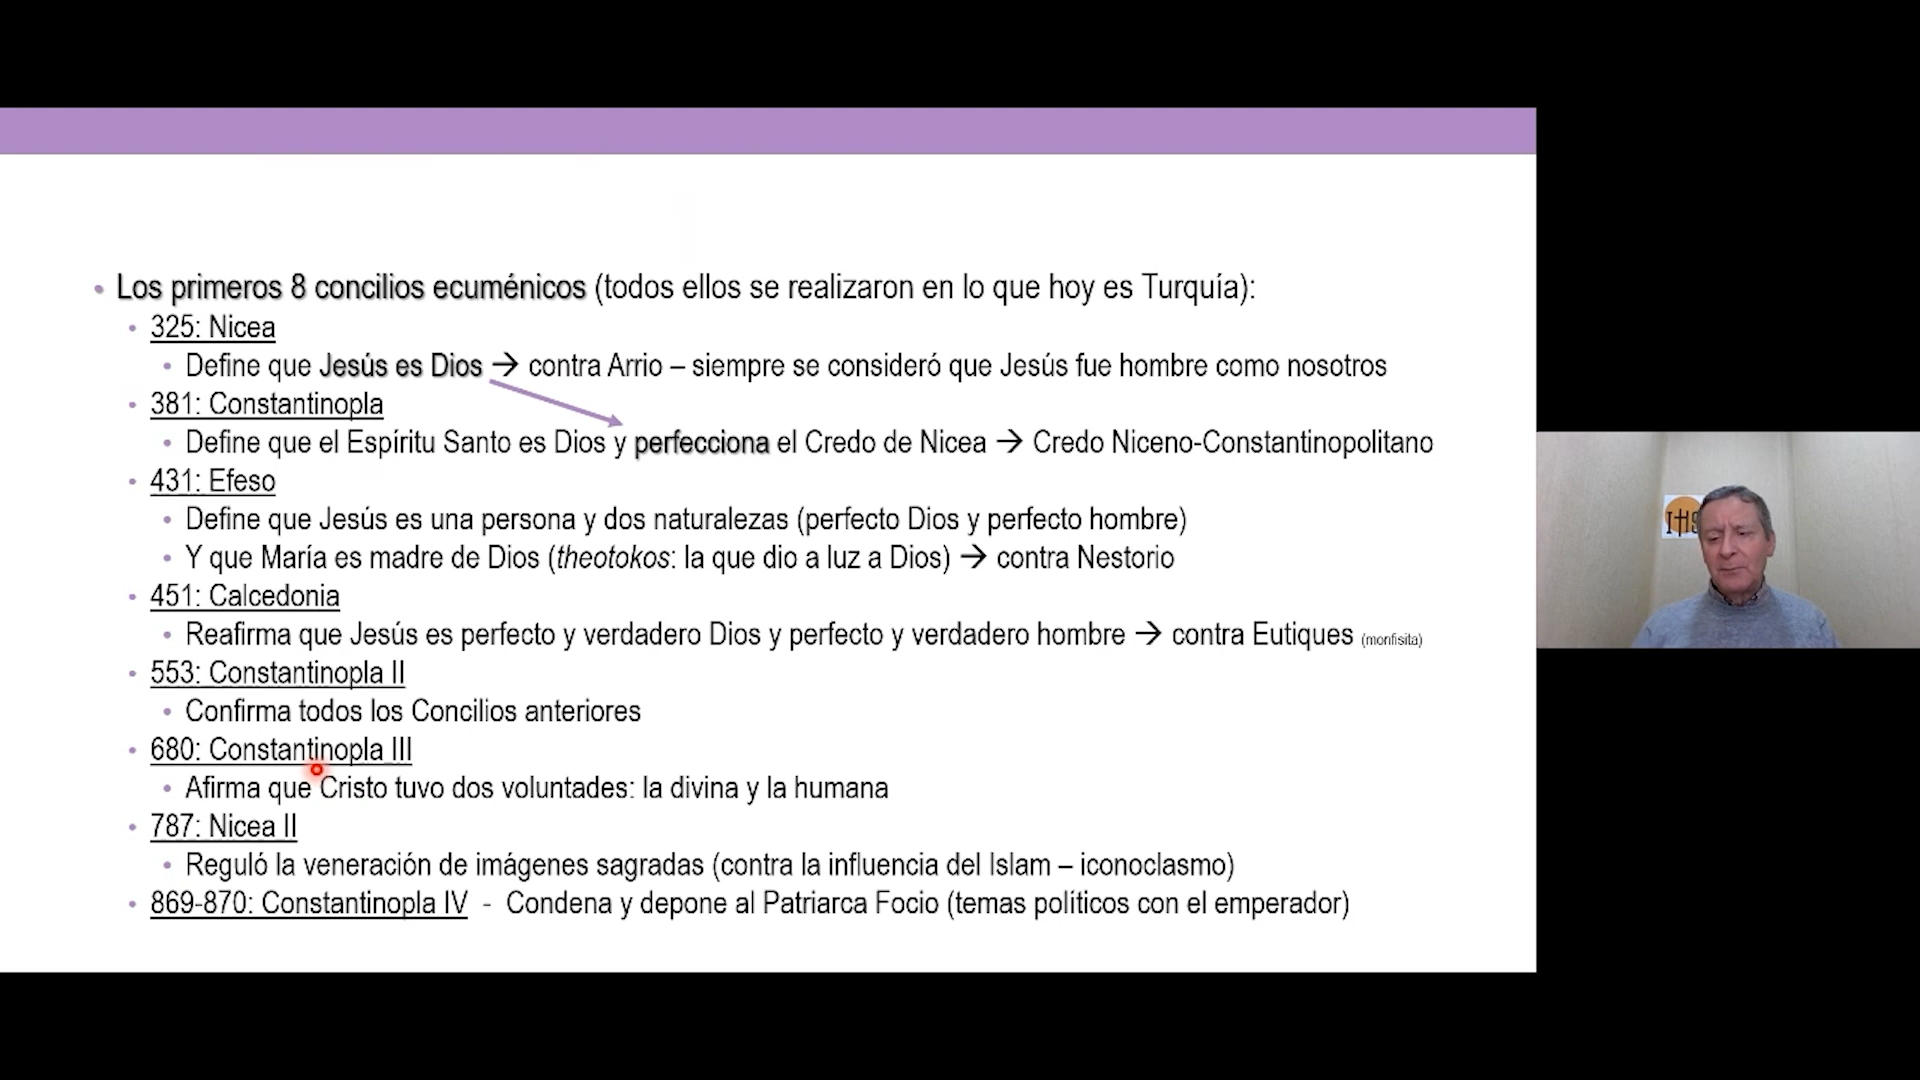 • Los primeros 8 concilios ecuménicos (todos ellos se realizaron en lo que hoy es Turquía):
• 325: Nicea
• Define que Jesús es Dios → contra Arrio – siempre se consideró que Jesús fue hombre como nosotros
• 381: Constantinopla
• Define que el Espíritu Santo es Dios y perfecciona el Credo de Nicea → Credo Niceno-Constantinopolitano
• 431: Efeso
• Define que Jesús es una persona y dos naturalezas (perfecto Dios y perfecto hombre)
• Y que María es madre de Dios (theotokos: la que dio a luz a Dios) → contra Nestorio
• 451: Calcedonia
• Reafirma que Jesús es perfecto y verdadero Dios y perfecto y verdadero hombre → contra Eutiques (monfisita)
• 553: Constantinopla II
• Confirma todos los Concilios anteriores
• 680: Constantinopla III
• Afirma que Cristo tuvo dos voluntades: la divina y la humana
• 787: Nicea II
• Reguló la veneración de imágenes sagradas (contra la influencia del Islam – iconoclasmo)
• 869-870: Constantinopla IV - Condena y depone al Patriarca Focio (temas políticos con el emperador)
IHS